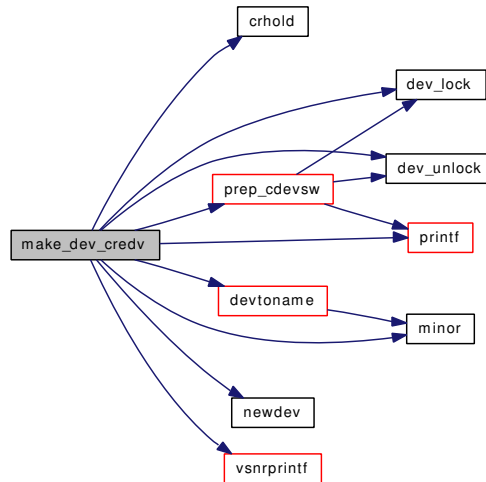 crhold
dev_lock
dev_unlock
prep_cdevsw
printf
make_dev_credv
devtoname
minor
newdev
vsnrprintf